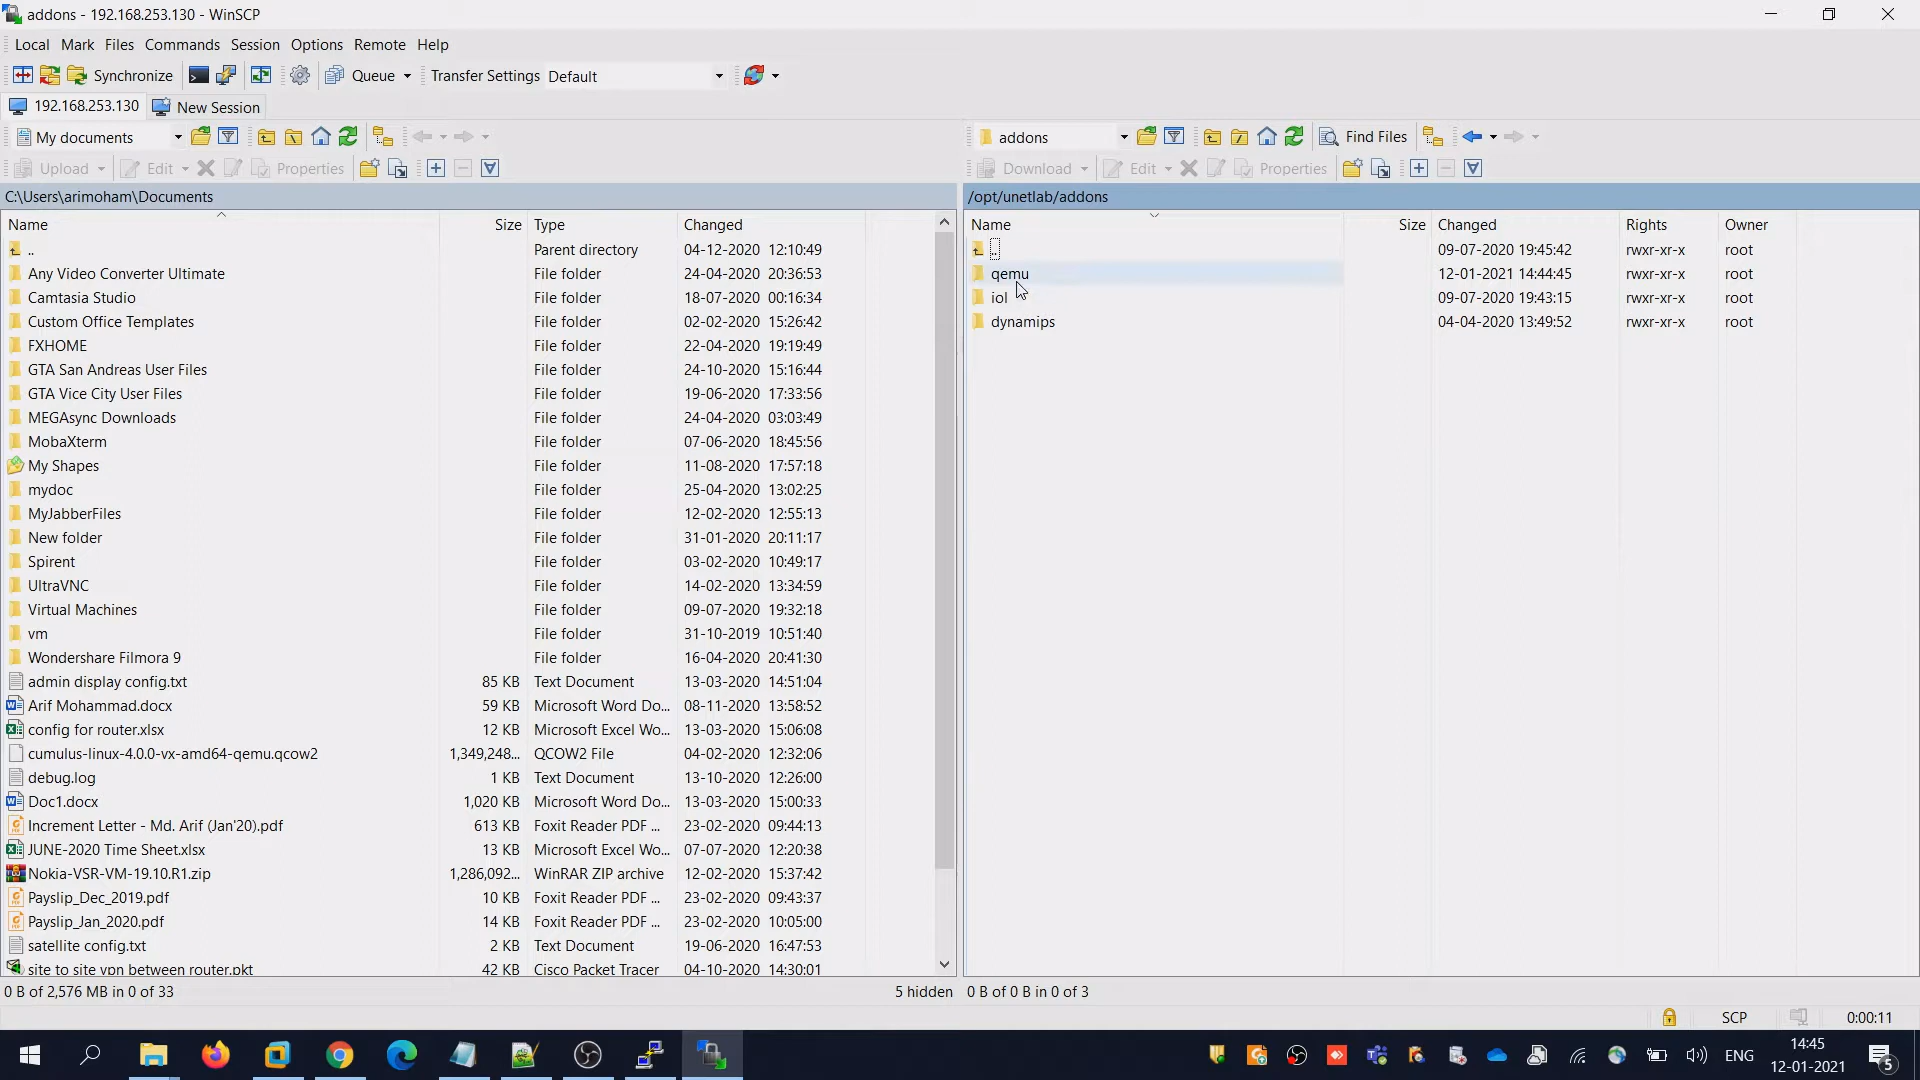 addons - 192.168.253.130 - WinSCP
Local Mark Files Commands Session Options Remote Help
Synchronize Queue Transfer Settings Default
192.168.253.130 New Session
My documents
Upload Edit Properties
C:\Users\arimoham\Documents
Name Size Type Changed
.. Parent directory 04-12-2020 12:10:49
Any Video Converter Ultimate File folder 24-04-2020 20:36:53
Camtasia Studio File folder 18-07-2020 00:16:34
Custom Office Templates File folder 02-02-2020 15:26:42
FXHOME File folder 22-04-2020 19:19:49
GTA San Andreas User Files File folder 24-10-2020 15:16:44
GTA Vice City User Files File folder 19-06-2020 17:33:56
MEGAsync Downloads File folder 24-04-2020 03:03:49
MobaXterm File folder 07-06-2020 18:45:56
My Shapes File folder 11-08-2020 17:57:18
mydoc File folder 25-04-2020 13:02:25
MyJabberFiles File folder 12-02-2020 12:55:13
New folder File folder 31-01-2020 20:11:17
Spirent File folder 03-02-2020 10:49:17
UltraVNC File folder 14-02-2020 13:34:59
Virtual Machines File folder 09-07-2020 19:32:18
vm File folder 31-10-2019 10:51:40
Wondershare Filmora 9 File folder 16-04-2020 20:41:30
admin display config.txt 85 KB Text Document 13-03-2020 14:51:04
Arif Mohammad.docx 59 KB Microsoft Word Do... 08-11-2020 13:58:52
config for router.xlsx 12 KB Microsoft Excel Wo... 13-03-2020 15:06:08
cumulus-linux-4.0.0-vx-amd64-qemu.qcow2 1,349,248... QCOW2 File 04-02-2020 12:32:06
debug.log 1 KB Text Document 13-10-2020 12:26:00
Doc1.docx 1,020 KB Microsoft Word Do... 13-03-2020 15:00:33
Increment Letter - Md. Arif (Jan'20).pdf 613 KB Foxit Reader PDF ... 23-02-2020 09:44:13
JUNE-2020 Time Sheet.xlsx 13 KB Microsoft Excel Wo... 07-07-2020 12:20:38
Nokia-VSR-VM-19.10.R1.zip 1,286,092... WinRAR ZIP archive 12-02-2020 15:37:42
Payslip_Dec_2019.pdf 10 KB Foxit Reader PDF ... 23-02-2020 09:43:37
Payslip_Jan_2020.pdf 14 KB Foxit Reader PDF ... 23-02-2020 10:05:00
satellite config.txt 2 KB Text Document 19-06-2020 16:47:53
site to site vpn between router.pkt 42 KB Cisco Packet Tracer 04-10-2020 14:30:01
0 B of 2,576 MB in 0 of 33 5 hidden
addons Find Files
Download Edit Properties
/opt/unetlab/addons
Name Size Changed Rights Owner
.. 09-07-2020 19:45:42 rwxr-xr-x root
qemu 12-01-2021 14:44:45 rwxr-xr-x root
iol 09-07-2020 19:43:15 rwxr-xr-x root
dynamips 04-04-2020 13:49:52 rwxr-xr-x root
0 B of 0 B in 0 of 3
SCP 0:00:11
ENG 14:45
12-01-2021
5